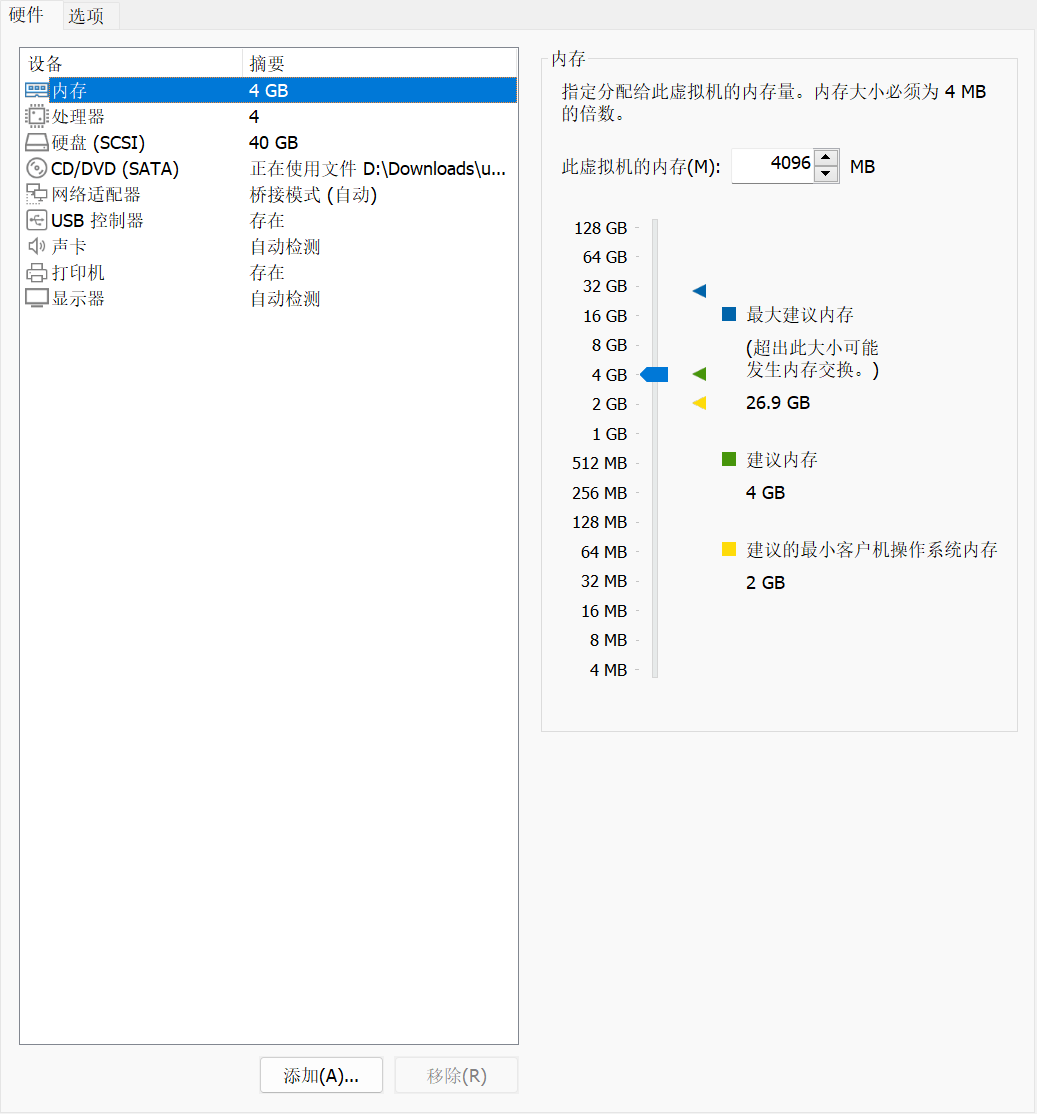 硬件 选项
设备 摘要
内存 4 GB
处理器 4
硬盘 (SCSI) 40 GB
CD/DVD (SATA) 正在使用文件 D:\Downloads\u...
网络适配器 桥接模式 (自动)
USB 控制器 存在
声卡 自动检测
打印机 存在
显示器 自动检测
添加(A)... 移除(R)
内存
指定分配给此虚拟机的内存量。内存大小必须为 4 MB
的倍数。
此虚拟机的内存(M): 4096 MB
128 GB
64 GB
32 GB
16 GB
8 GB
4 GB
2 GB
1 GB
512 MB
256 MB
128 MB
64 MB
32 MB
16 MB
8 MB
4 MB
最大建议内存
(超出此大小可能
发生内存交换。)
26.9 GB
建议内存
4 GB
建议的最小客户机操作系统内存
2 GB